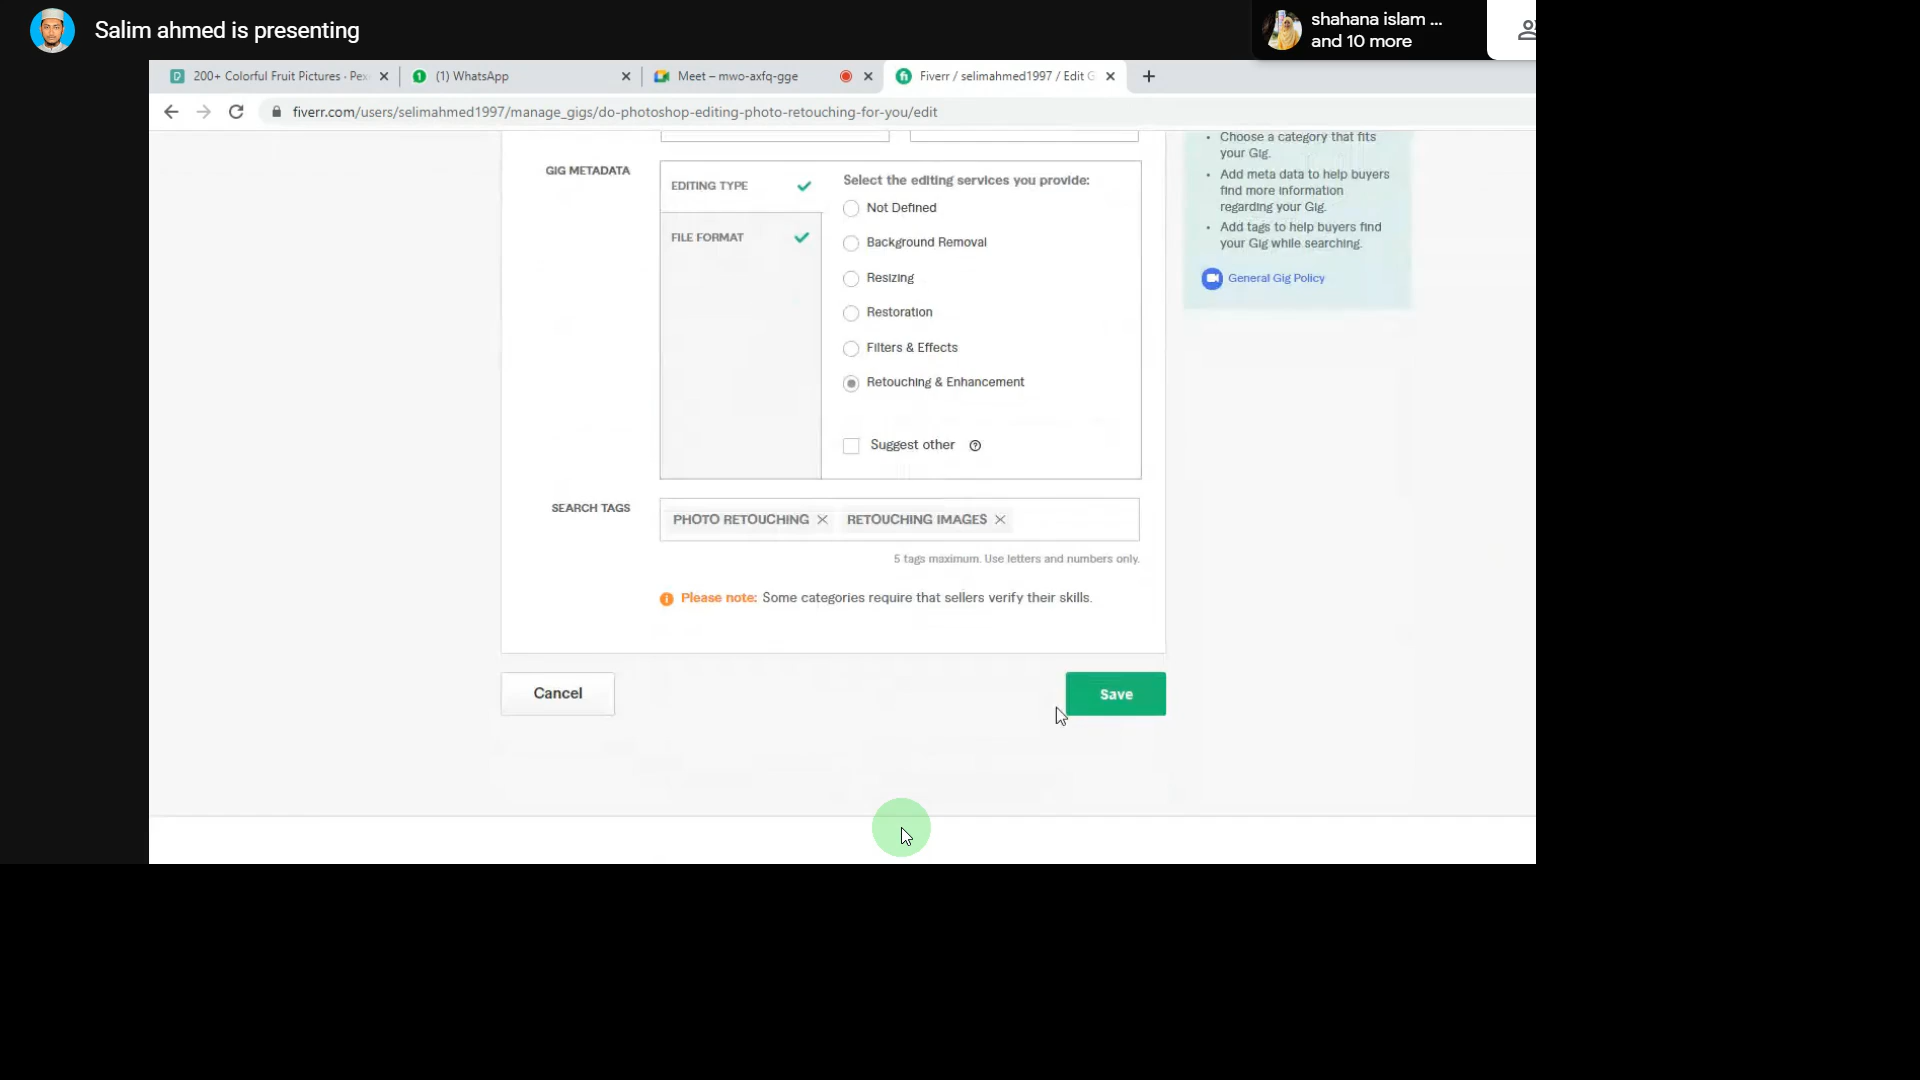 Salim ahmed is presenting
shahana islam ...
and 10 more
200+ Colorful Fruit Pictures · Pex
(1) WhatsApp
Meet – mwo-axfq-gge
Fiverr / selimahmed1997 / Edit G
fiverr.com/users/selimahmed1997/manage_gigs/do-photoshop-editing-photo-retouching-for-you/edit
• Choose a category that fits
your Gig.
• Add meta data to help buyers
find more information
regarding your Gig.
• Add tags to help buyers find
your Gig while searching.
General Gig Policy
GIG METADATA
EDITING TYPE
FILE FORMAT
Select the editing services you provide:
Not Defined
Background Removal
Resizing
Restoration
Filters & Effects
Retouching & Enhancement
Suggest other
SEARCH TAGS
PHOTO RETOUCHING
RETOUCHING IMAGES
5 tags maximum. Use letters and numbers only.
Please note: Some categories require that sellers verify their skills.
Cancel
Save